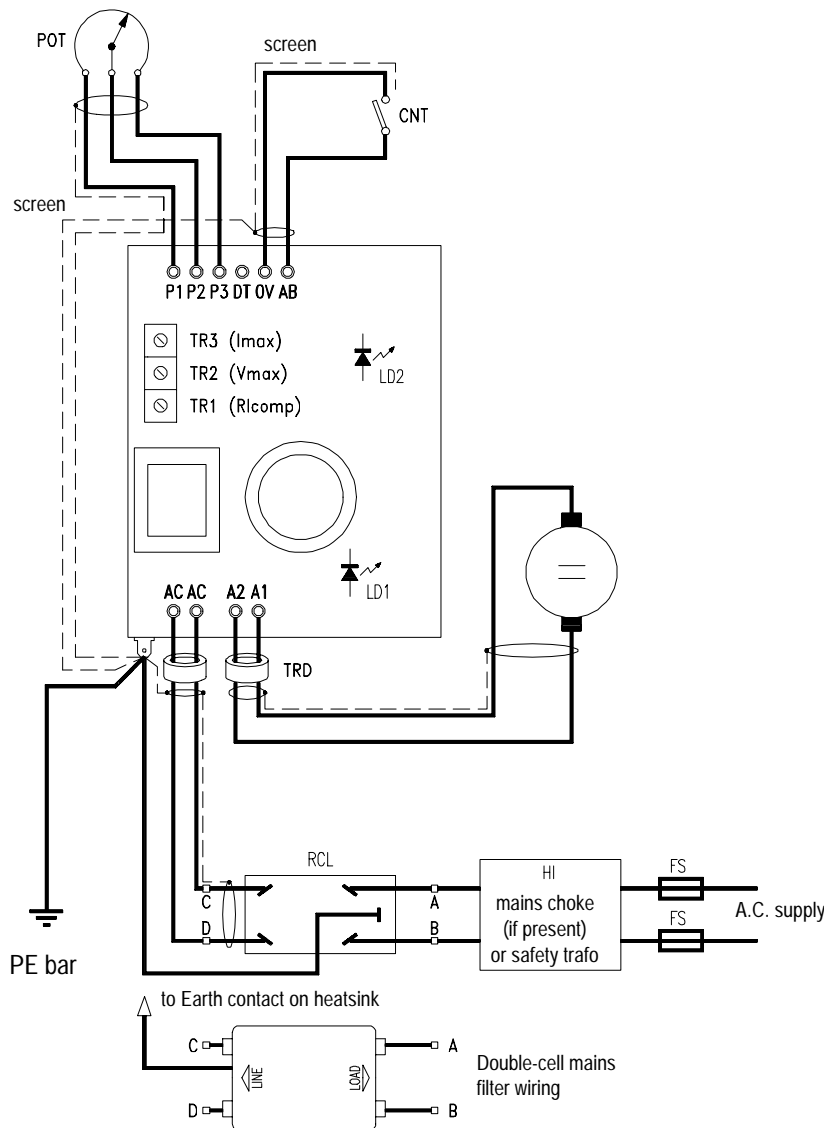 POT
screen
CNT
screen
P1 P2 P3 DT 0V AB
TR3 (Imax)
TR2 (Vmax)
TR1 (RIcomp)
LD2
LD1
AC AC A2 A1
TRD
RCL
HI
FS
C
A
mains choke
(if present)
or safety trafo
A.C. supply
FS
D
B
PE bar
to Earth contact on heatsink
C
A
LINE
LOAD
Double-cell mains
filter wiring
D
B